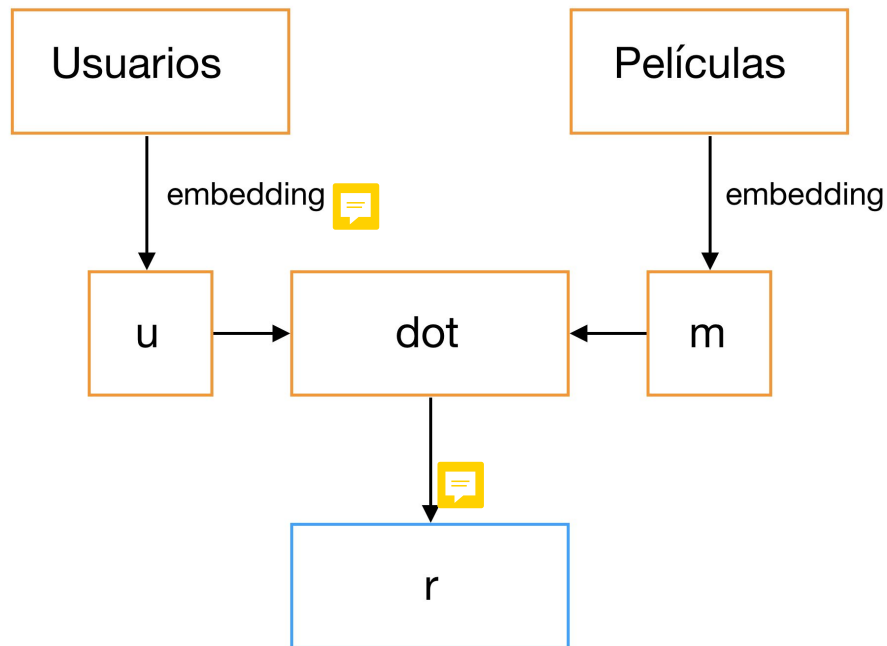 Usuarios
Películas
embedding
embedding
u
dot
m
r